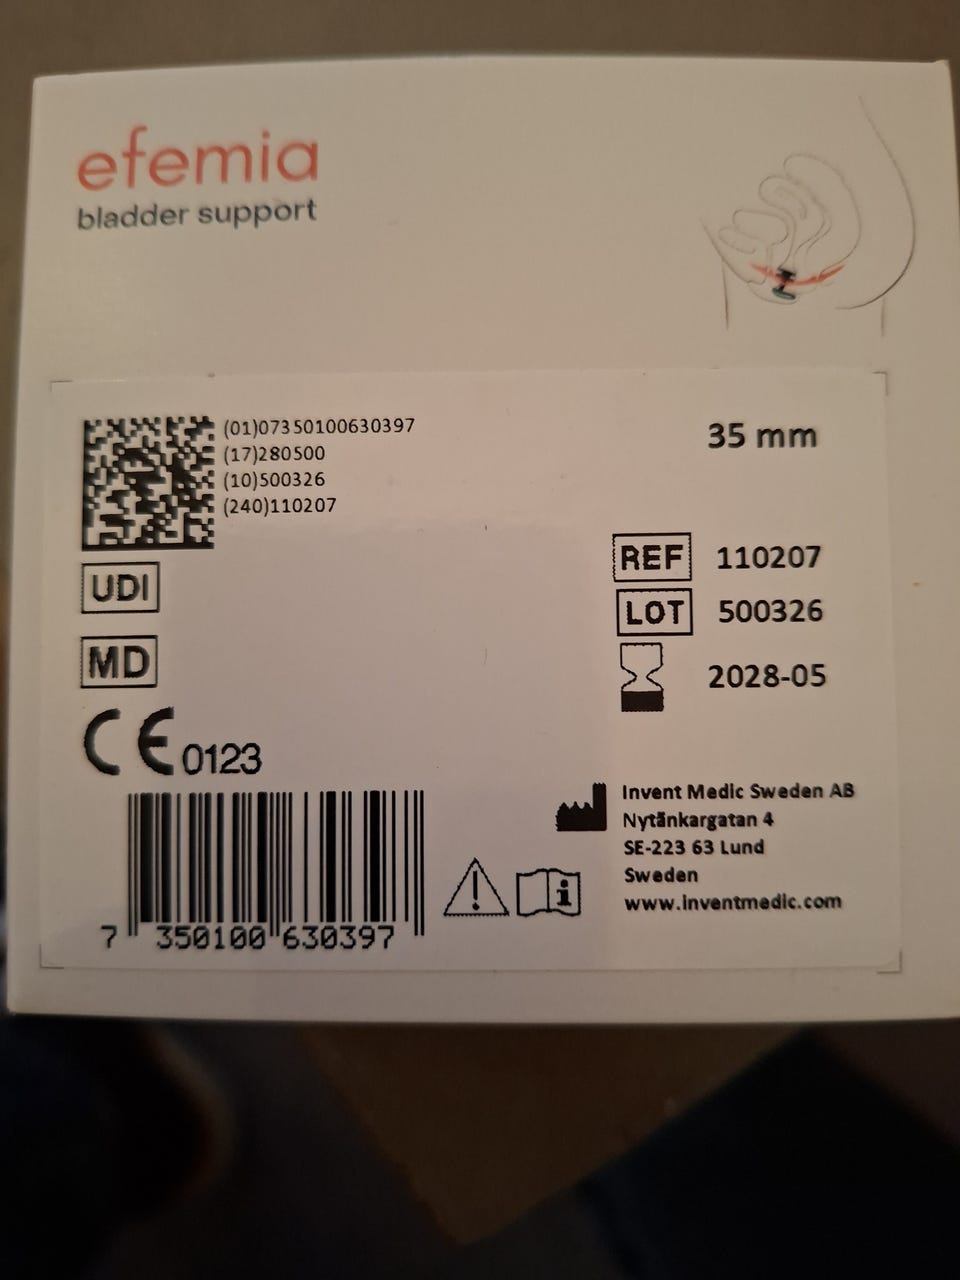 efemia
bladder support
(01)07350100630397
(17)280500
(10)500326
(240)110207
35 mm
UDI
REF 110207
LOT 500326
MD
2028-05
CE 0123
Invent Medic Sweden AB
Nytänkargatan 4
SE-223 63 Lund
Sweden
www.inventmedic.com
i
7 350100 630397